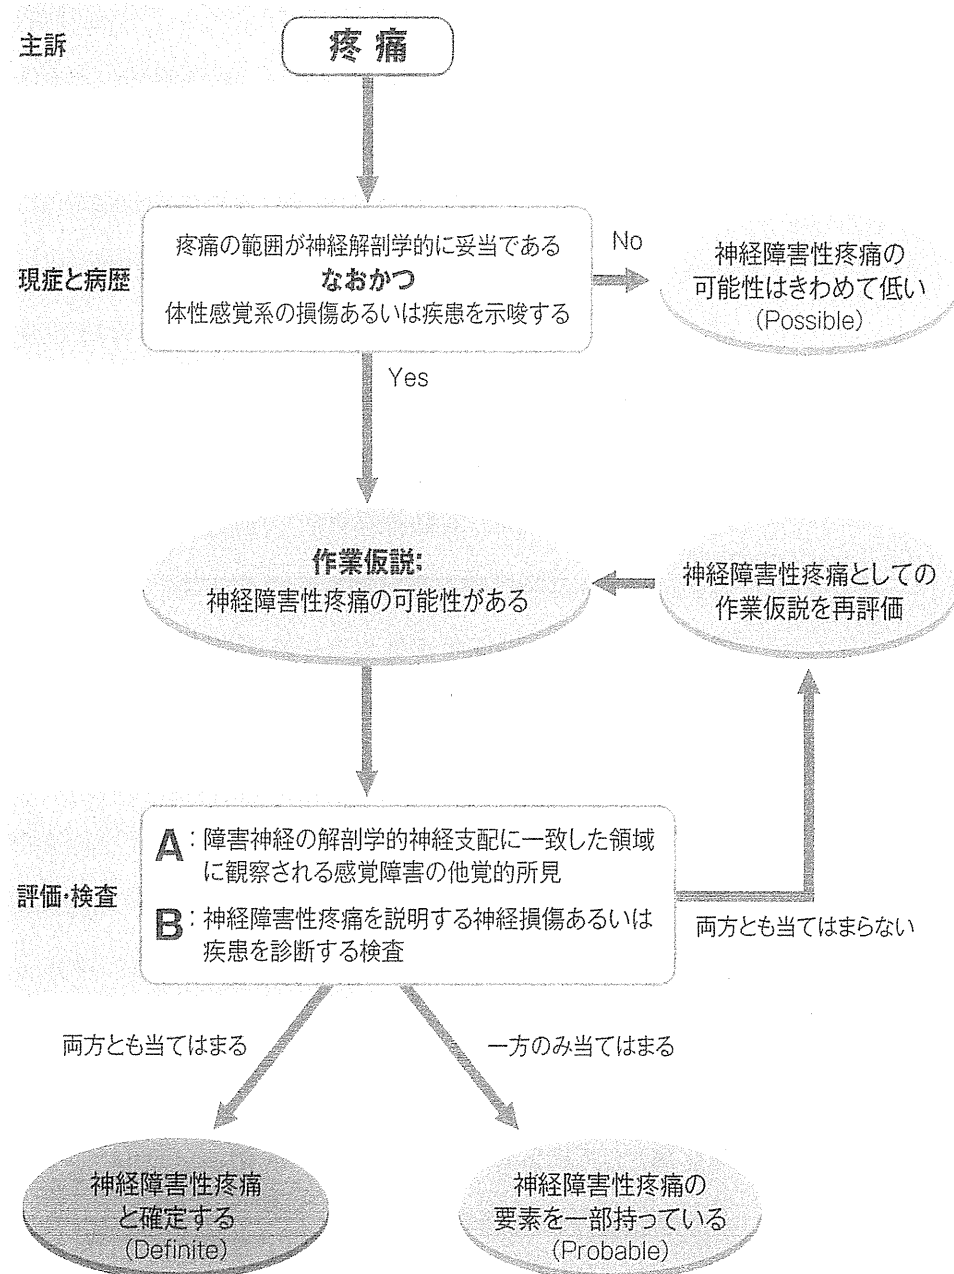 主訴
疼痛
現症と病歴
疼痛の範囲が神経解剖学的に妥当である
なおかつ
体性感覚系の損傷あるいは疾患を示唆する
No
神経障害性疼痛の
可能性はきわめて低い
(Possible)
Yes
作業仮説:
神経障害性疼痛の可能性がある
神経障害性疼痛としての
作業仮説を再評価
評価・検査
A:障害神経の解剖学的神経支配に一致した領域
に観察される感覚障害の他覚的所見
B:神経障害性疼痛を説明する神経損傷あるいは
疾患を診断する検査
両方とも当てはまらない
両方とも当てはまる
一方のみ当てはまる
神経障害性疼痛
と確定する
(Definite)
神経障害性疼痛の
要素を一部持っている
(Probable)